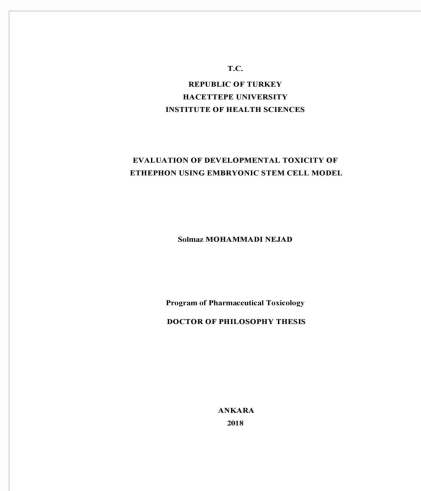 T.C.
REPUBLIC OF TURKEY
HACETTEPE UNIVERSITY
INSTITUTE OF HEALTH SCIENCES
EVALUATION OF DEVELOPMENTAL TOXICITY OF
ETHEPHON USING EMBRYONIC STEM CELL MODEL
Solmaz MOHAMMADI NEJAD
Program of Pharmaceutical Toxicology
DOCTOR OF PHILOSOPHY THESIS
ANKARA
2018